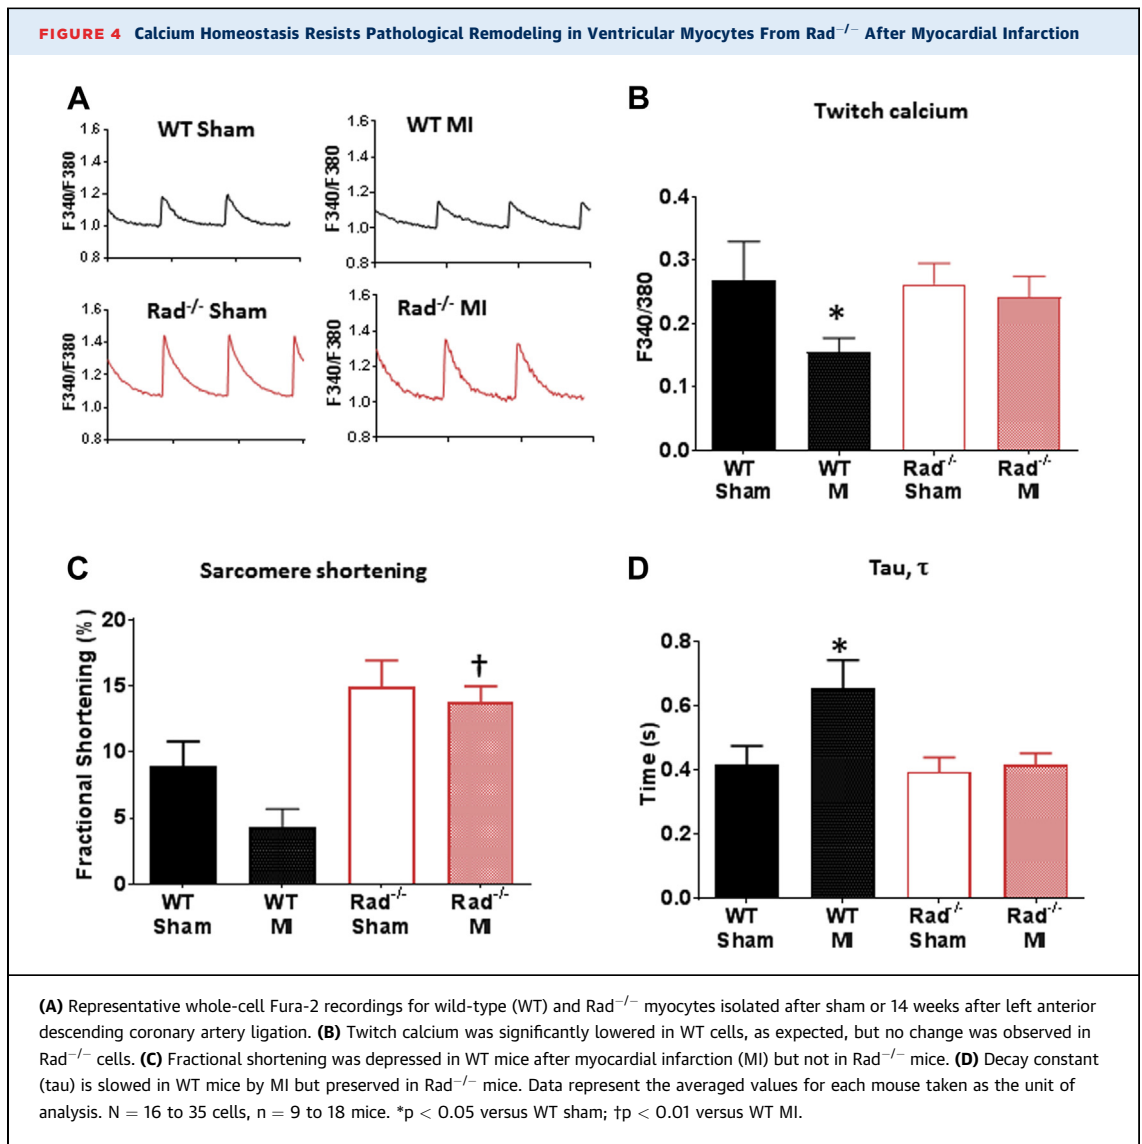 FIGURE 4 Calcium Homeostasis Resists Pathological Remodeling in Ventricular Myocytes From Rad−/− After Myocardial Infarction
A
WT Sham
F340/F380
1.6
1.4
1.2
1.0
0.8
WT MI
1.6
1.4
1.2
1.0
0.8
Rad-/- Sham
F340/F380
1.6
1.4
1.2
1.0
0.8
Rad-/- MI
F340/F380
1.6
1.4
1.2
1.0
0.8
B
Twitch calcium
F340/380
0.4
0.3
0.2
0.1
0.0
*
WT
Sham
WT
MI
Rad-/-
Sham
Rad-/-
MI
C
Sarcomere shortening
Fractional Shortening (%)
20
15
10
5
0
†
WT
Sham
WT
MI
Rad-/-
Sham
Rad-/-
MI
D
Tau, τ
Time (s)
0.8
0.6
0.4
0.2
0.0
*
WT
Sham
WT
MI
Rad-/-
Sham
Rad-/-
MI
(A) Representative whole-cell Fura-2 recordings for wild-type (WT) and Rad−/− myocytes isolated after sham or 14 weeks after left anterior
descending coronary artery ligation. (B) Twitch calcium was significantly lowered in WT cells, as expected, but no change was observed in
Rad−/− cells. (C) Fractional shortening was depressed in WT mice after myocardial infarction (MI) but not in Rad−/− mice. (D) Decay constant
(tau) is slowed in WT mice by MI but preserved in Rad−/− mice. Data represent the averaged values for each mouse taken as the unit of
analysis. N = 16 to 35 cells, n = 9 to 18 mice. *p < 0.05 versus WT sham; †p < 0.01 versus WT MI.